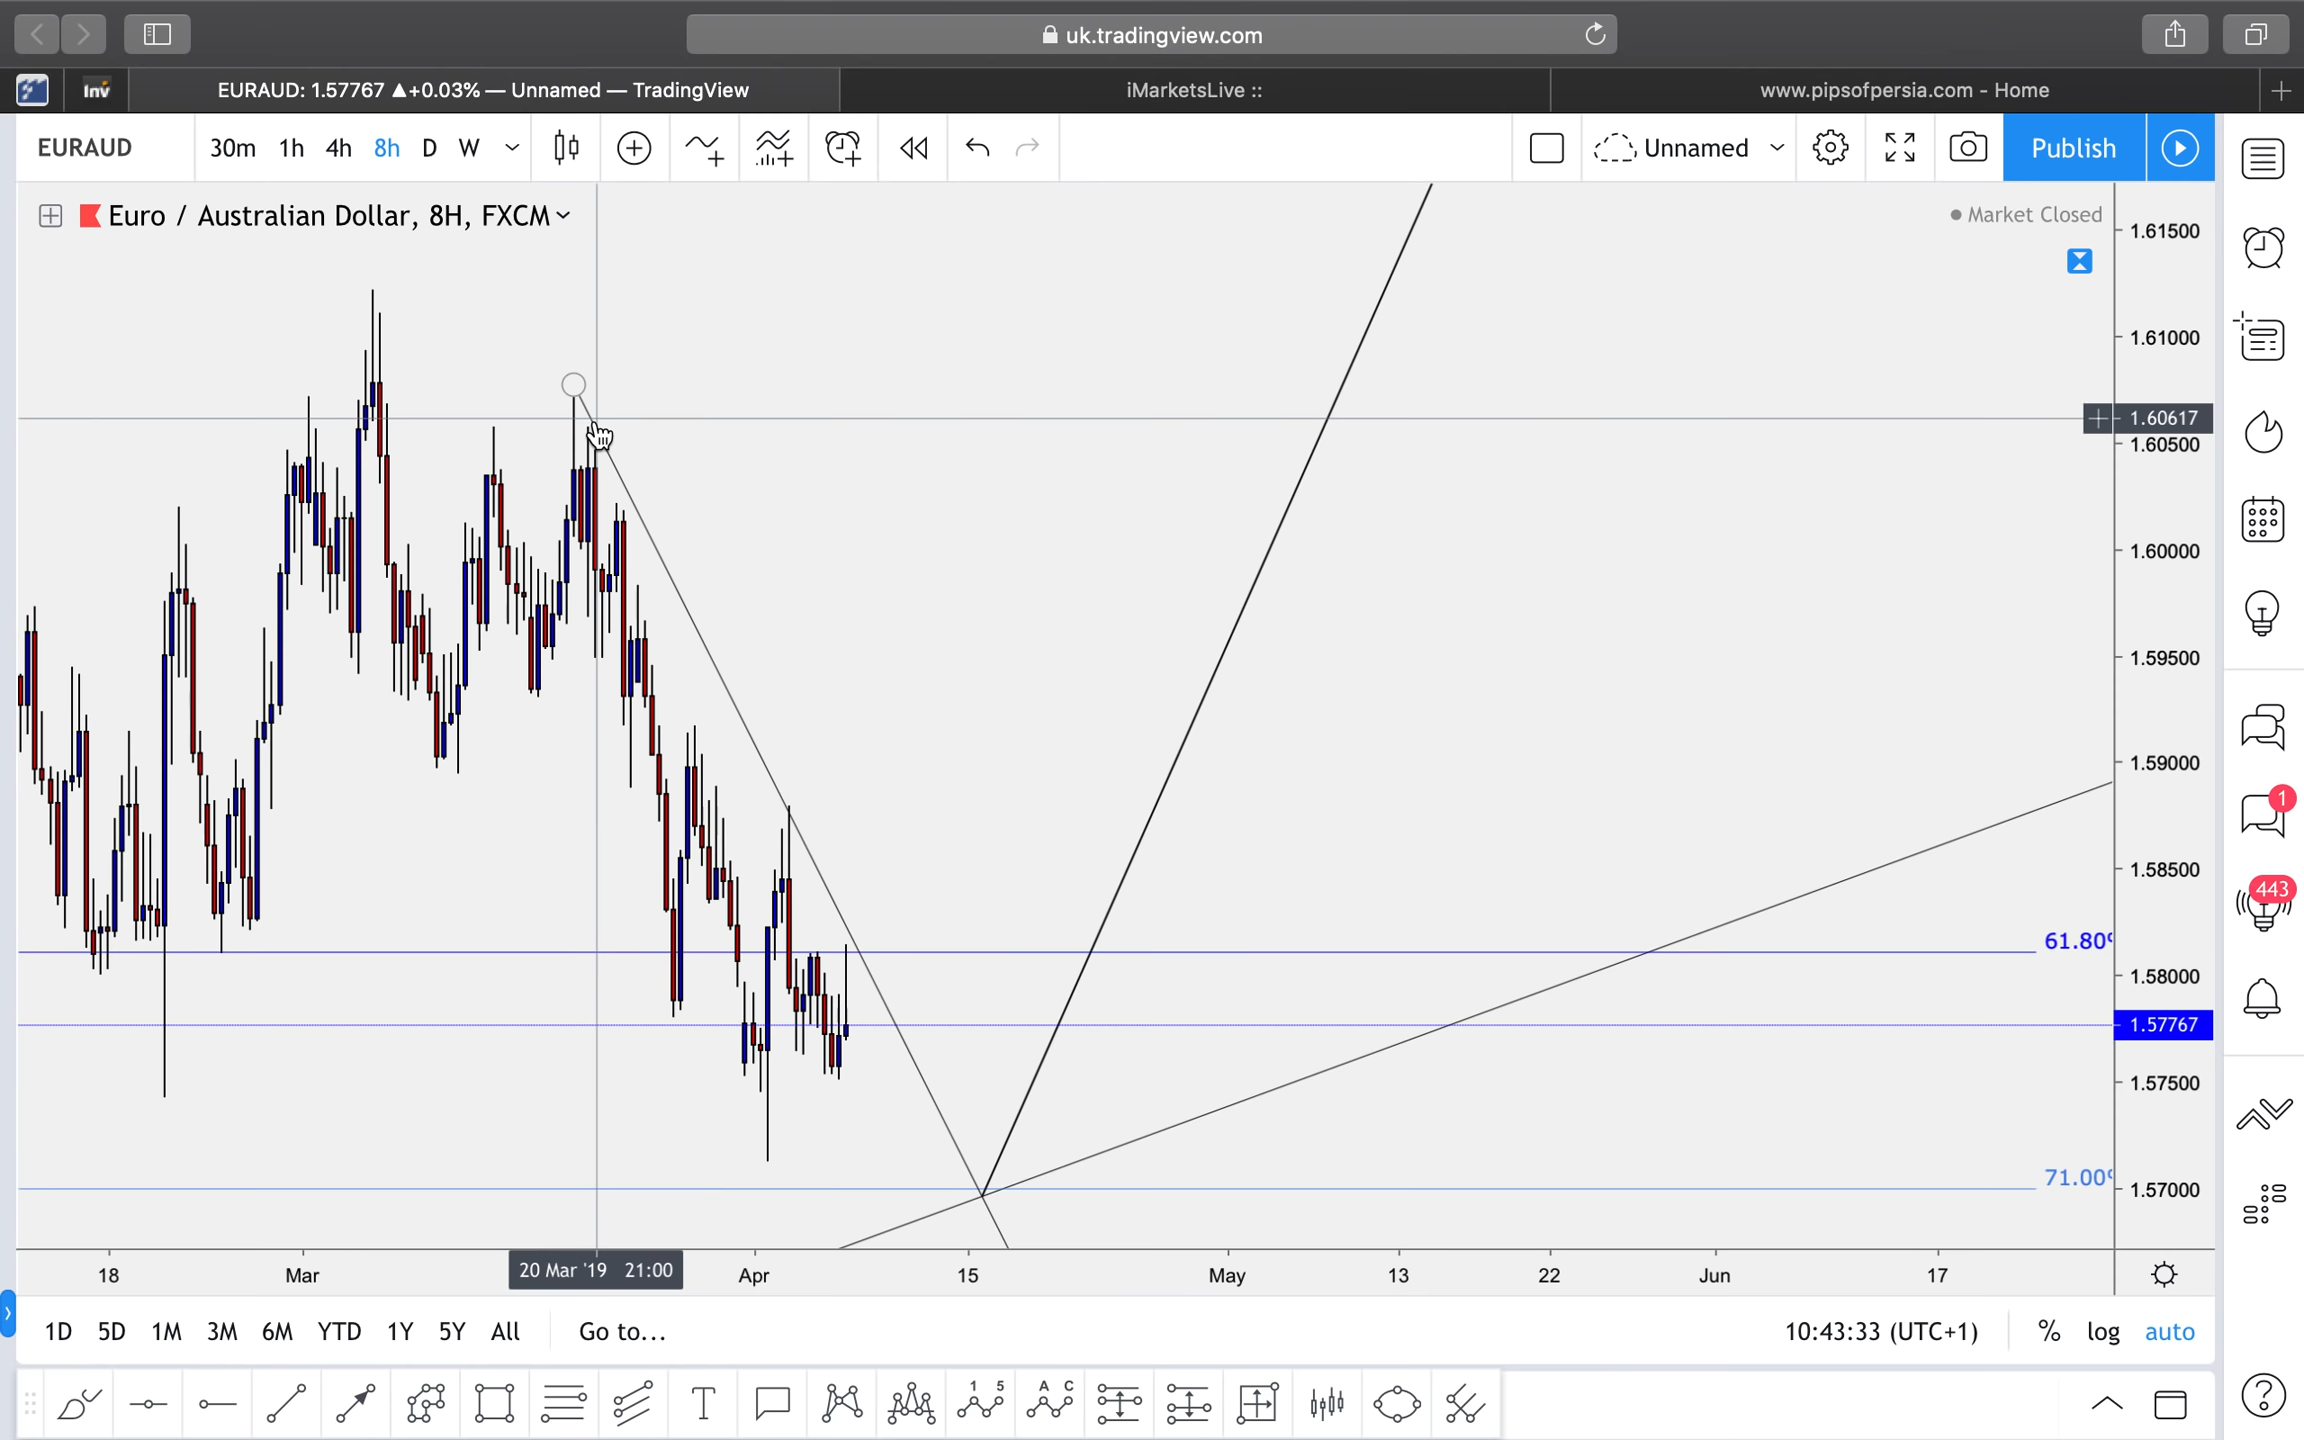 uk.tradingview.com
Inv
EURAUD: 1.57767 ▲+0.03% — Unnamed — TradingView
iMarketsLive ::
www.pipsofpersia.com - Home
EURAUD
30m 1h 4h 8h D W
Unnamed
Publish
Euro / Australian Dollar, 8H, FXCM
Market Closed
1.61500
1.61000
1.60617
1.60500
1.60000
1.59500
1.59000
1.58500
61.80%
1.58000
1.57767
1.57500
71.00%
1.57000
1
443
18 Mar 20 Mar '19 21:00 Apr 15 May 13 22 Jun 17
1D 5D 1M 3M 6M YTD 1Y 5Y All Go to...
10:43:33 (UTC+1) % log auto
T
1 5
A C
?